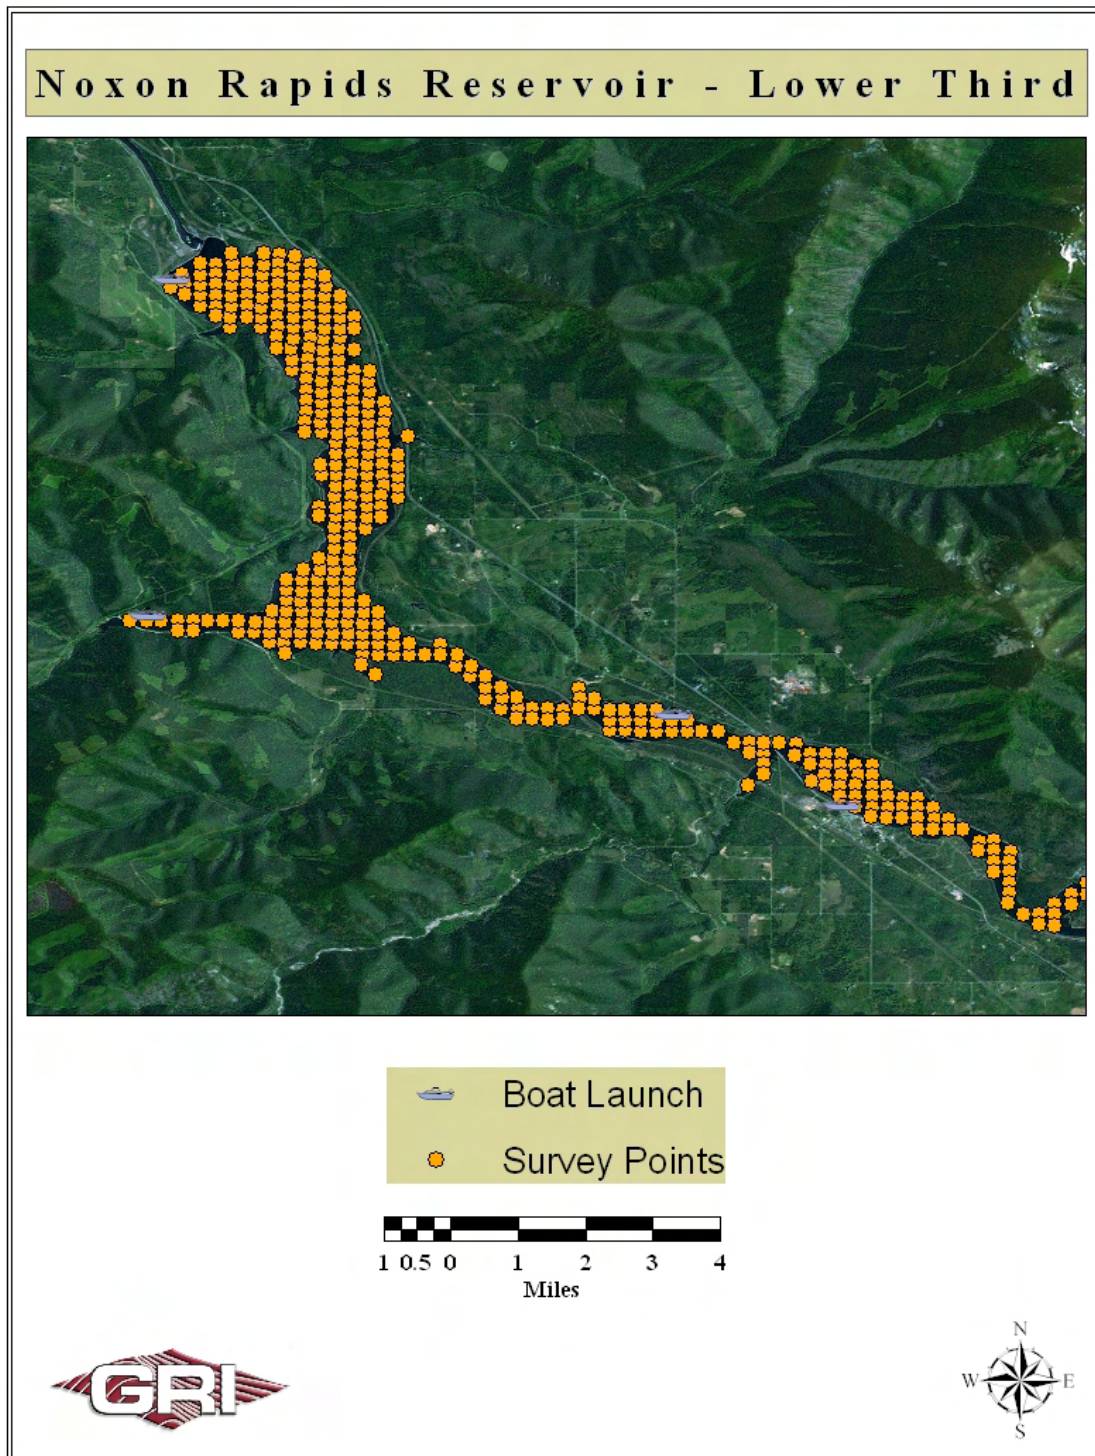 Noxon Rapids Reservoir - Lower Third
Boat Launch
Survey Points
1 0.5 0 1 2 3 4
Miles
GRI
N
W E
S